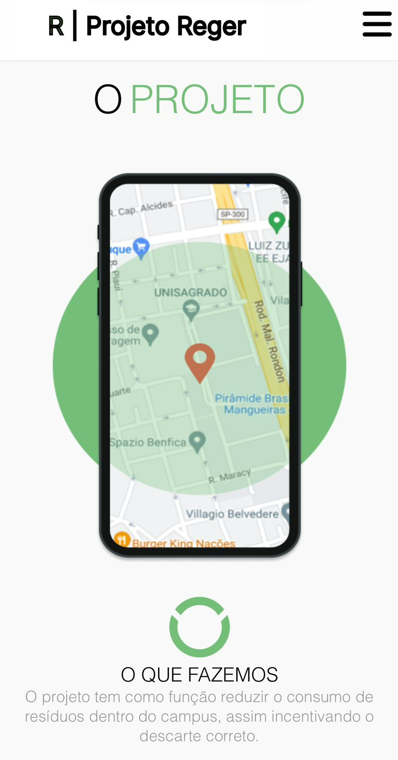 R | Projeto Reger
O PROJETO
R. Cap. Alcides
SP-300
que
R. Piauí
LUIZ ZU
EE EJA
UNISAGRADO
Vila
sso de
ragem
Rod. Mal. Rondon
uarte
Pirâmide Bras
Mangueiras
Spazio Benfica
R. Maracy
Villagio Belvedere
Burger King Nações
O QUE FAZEMOS
O projeto tem como função reduzir o consumo de
resíduos dentro do campus, assim incentivando o
descarte correto.